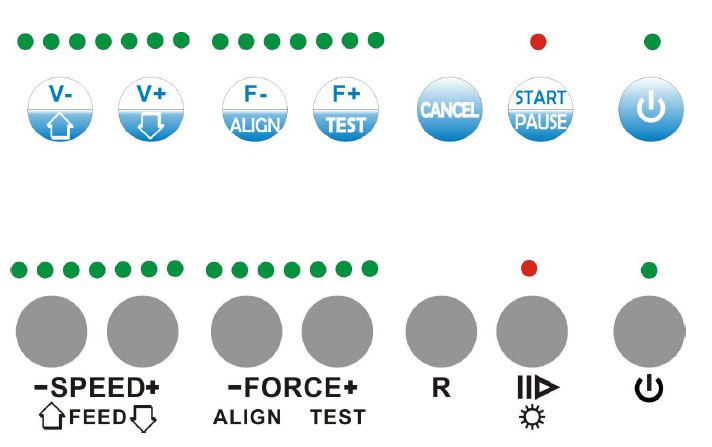 V- V+ F- F+ START
ALIGN TEST CANCEL PAUSE
-SPEED+ -FORCE+ R
FEED ALIGN TEST